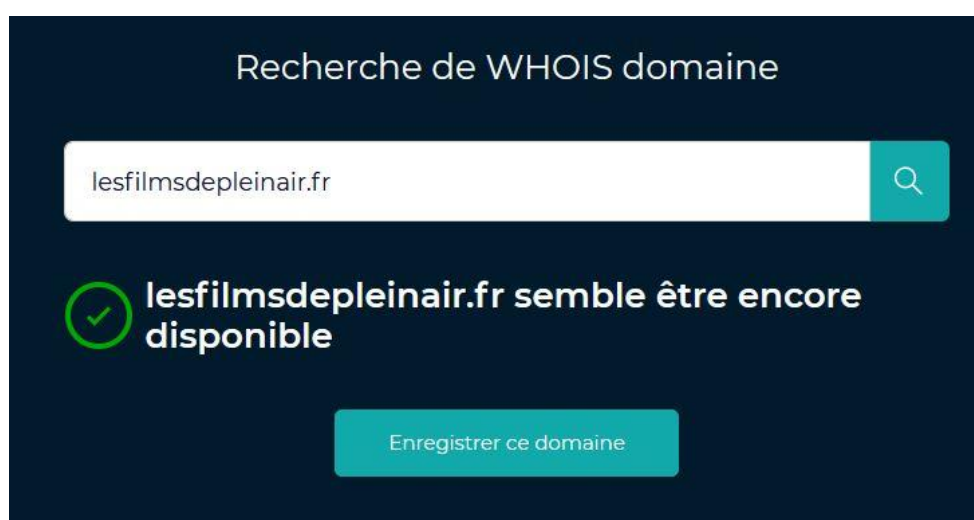 Recherche de WHOIS domaine
lesfilmsdepleinair.fr
lesfilmsdepleinair.fr semble être encore
disponible
Enregistrer ce domaine